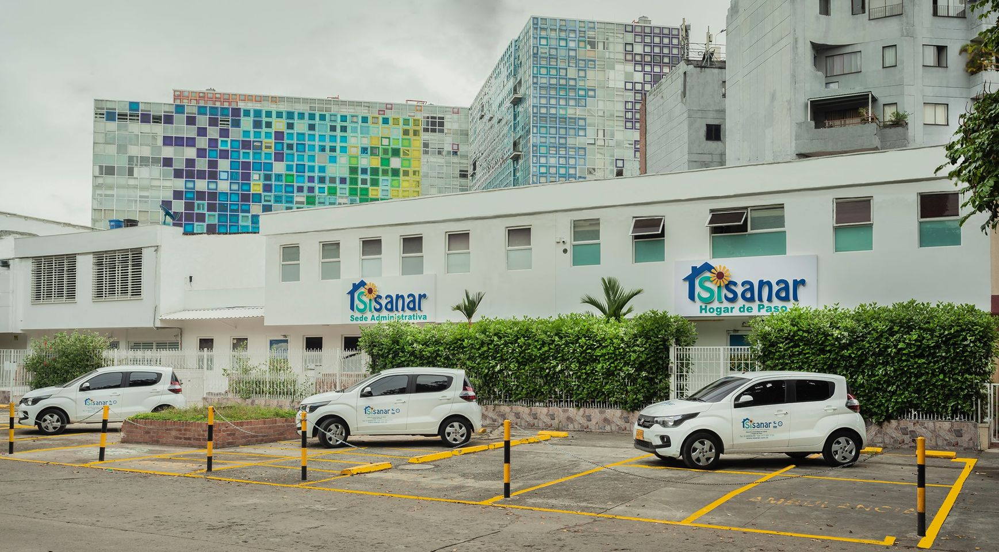 Sisanar
Sede Administrativa
Sisanar
Hogar de Paso
Sisanar
Sisanar
Sisanar
AMBULANCIA